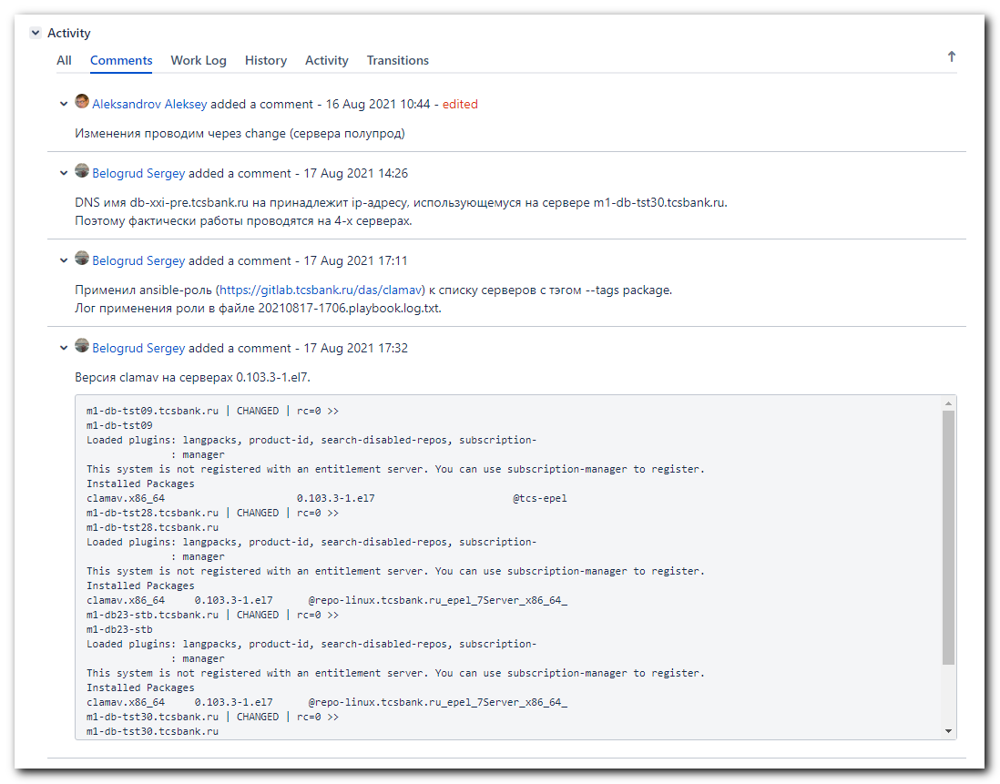 Activity
All Comments Work Log History Activity Transitions
Aleksandrov Aleksey added a comment - 16 Aug 2021 10:44 - edited
Изменения проводим через change (сервера полупрод)
Belogrud Sergey added a comment - 17 Aug 2021 14:26
DNS имя db-xxi-pre.tcsbank.ru на принадлежит ip-адресу, использующемуся на сервере m1-db-tst30.tcsbank.ru.
Поэтому фактически работы проводятся на 4-х серверах.
Belogrud Sergey added a comment - 17 Aug 2021 17:11
Применил ansible-роль (https://gitlab.tcsbank.ru/das/clamav) к списку серверов с тэгом --tags package.
Лог применения роли в файле 20210817-1706.playbook.log.txt.
Belogrud Sergey added a comment - 17 Aug 2021 17:32
Версия clamav на серверах 0.103.3-1.el7.
m1-db-tst09.tcsbank.ru | CHANGED | rc=0 >>
m1-db-tst09
Loaded plugins: langpacks, product-id, search-disabled-repos, subscription-
: manager
This system is not registered with an entitlement server. You can use subscription-manager to register.
Installed Packages
clamav.x86_64 0.103.3-1.el7 @tcs-epel
m1-db-tst28.tcsbank.ru | CHANGED | rc=0 >>
m1-db-tst28.tcsbank.ru
Loaded plugins: langpacks, product-id, search-disabled-repos, subscription-
: manager
This system is not registered with an entitlement server. You can use subscription-manager to register.
Installed Packages
clamav.x86_64 0.103.3-1.el7 @repo-linux.tcsbank.ru_epel_7Server_x86_64_
m1-db23-stb.tcsbank.ru | CHANGED | rc=0 >>
m1-db23-stb
Loaded plugins: langpacks, product-id, search-disabled-repos, subscription-
: manager
This system is not registered with an entitlement server. You can use subscription-manager to register.
Installed Packages
clamav.x86_64 0.103.3-1.el7 @repo-linux.tcsbank.ru_epel_7Server_x86_64_
m1-db-tst30.tcsbank.ru | CHANGED | rc=0 >>
m1-db-tst30.tcsbank.ru